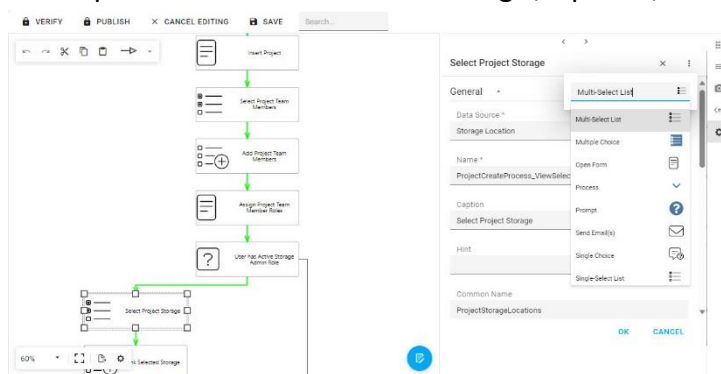 VERIFY
PUBLISH
CANCEL EDITING
SAVE
Search...
Insert Project
Select Project Team
Members
Add Project Team
Members
Assign Project Team
Member Roles
User has Active Storage
Admin Role
Select Project Storage
Selected Storage
60%
Select Project Storage
General
Data Source *
Storage Location
Name *
ProjectCreateProcess_ViewSelec
Caption
Select Project Storage
Hint
Common Name
ProjectStorageLocations
OK
CANCEL
Multi-Select List
Multi-Select List
Multiple Choice
Open Form
Process
Prompt
Send Email(s)
Single Choice
Single-Select List